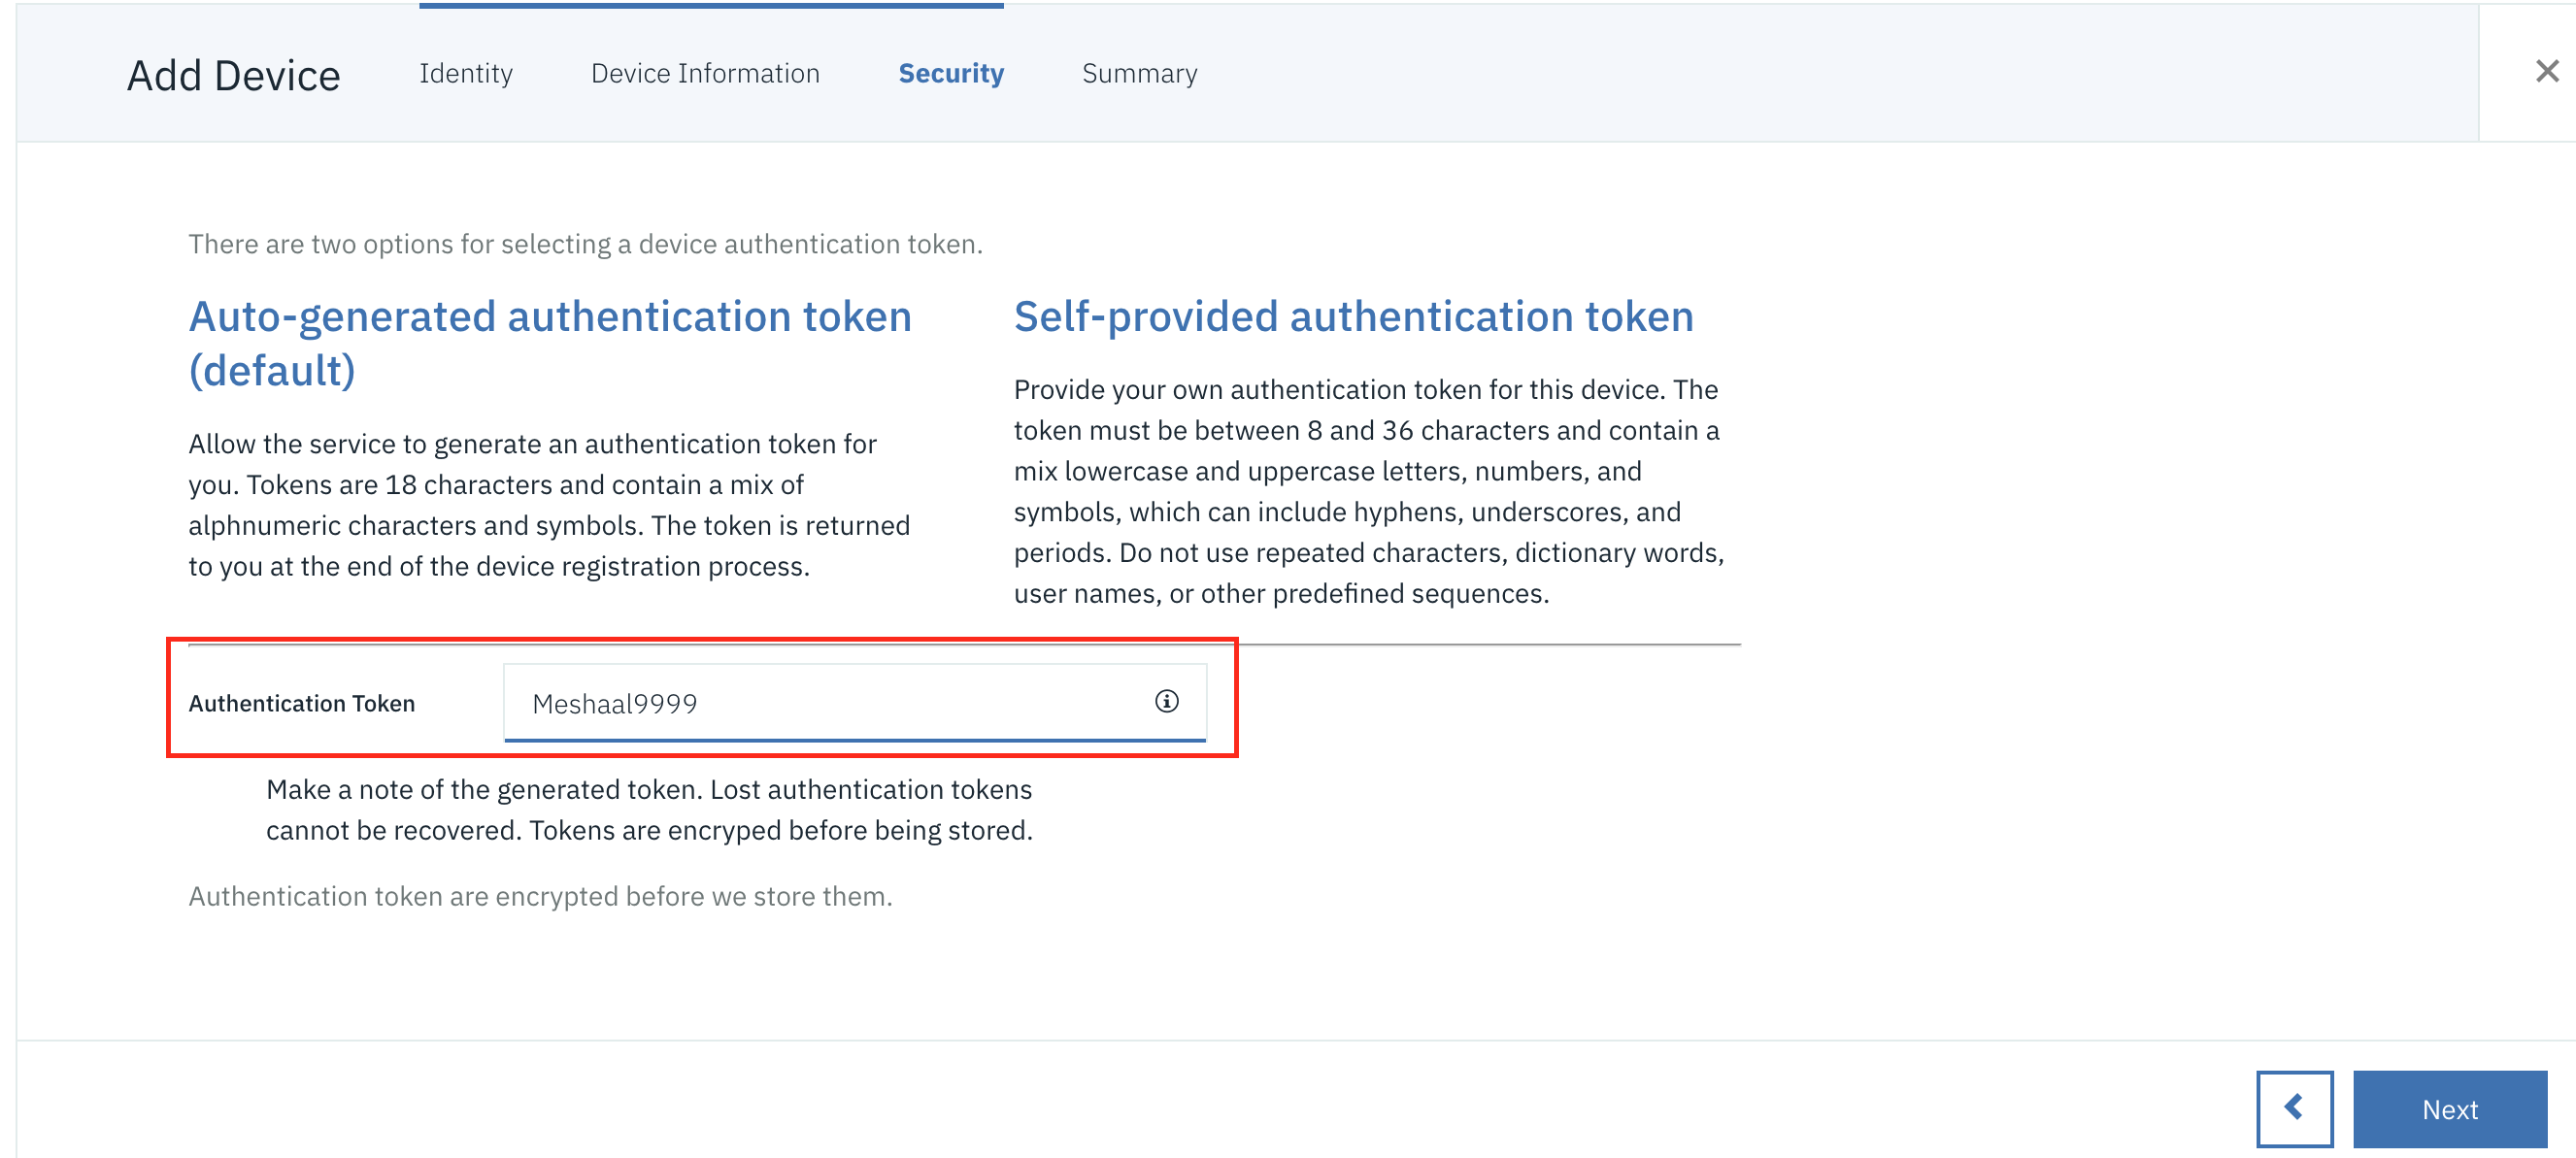 Add Device
Identity
Device Information
Security
Summary
There are two options for selecting a device authentication token.
Auto-generated authentication token
(default)
Allow the service to generate an authentication token for
you. Tokens are 18 characters and contain a mix of
alphnumeric characters and symbols. The token is returned
to you at the end of the device registration process.
Self-provided authentication token
Provide your own authentication token for this device. The
token must be between 8 and 36 characters and contain a
mix lowercase and uppercase letters, numbers, and
symbols, which can include hyphens, underscores, and
periods. Do not use repeated characters, dictionary words,
user names, or other predefined sequences.
Authentication Token
Meshaal9999
Make a note of the generated token. Lost authentication tokens
cannot be recovered. Tokens are encryped before being stored.
Authentication token are encrypted before we store them.
Next